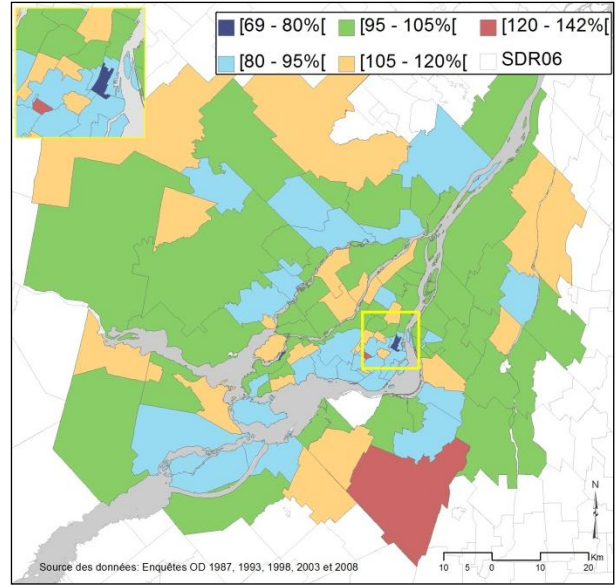 [69 - 80%[ [95 - 105%[ [120 - 142%[
[80 - 95%[ [105 - 120%[ SDR06
N
Km
10 5 0 10 20
Source des données: Enquêtes OD 1987, 1993, 1998, 2003 et 2008